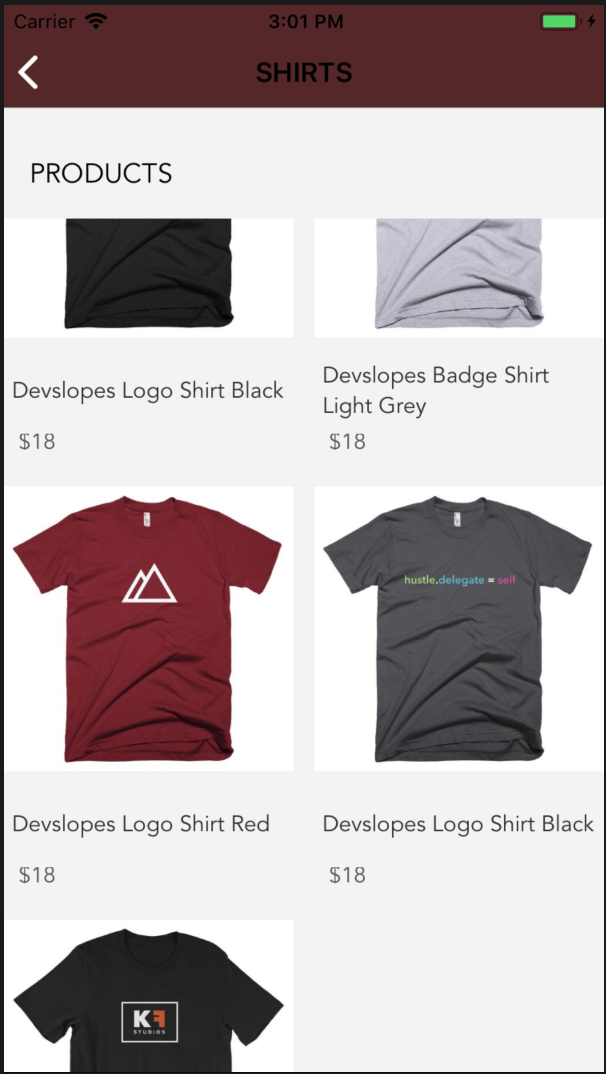 Carrier 3:01 PM
SHIRTS
PRODUCTS
Devslopes Logo Shirt Black
$18
Devslopes Badge Shirt
Light Grey
$18
hustle.delegate = self
Devslopes Logo Shirt Red
$18
Devslopes Logo Shirt Black
$18
KF
STUDIOS